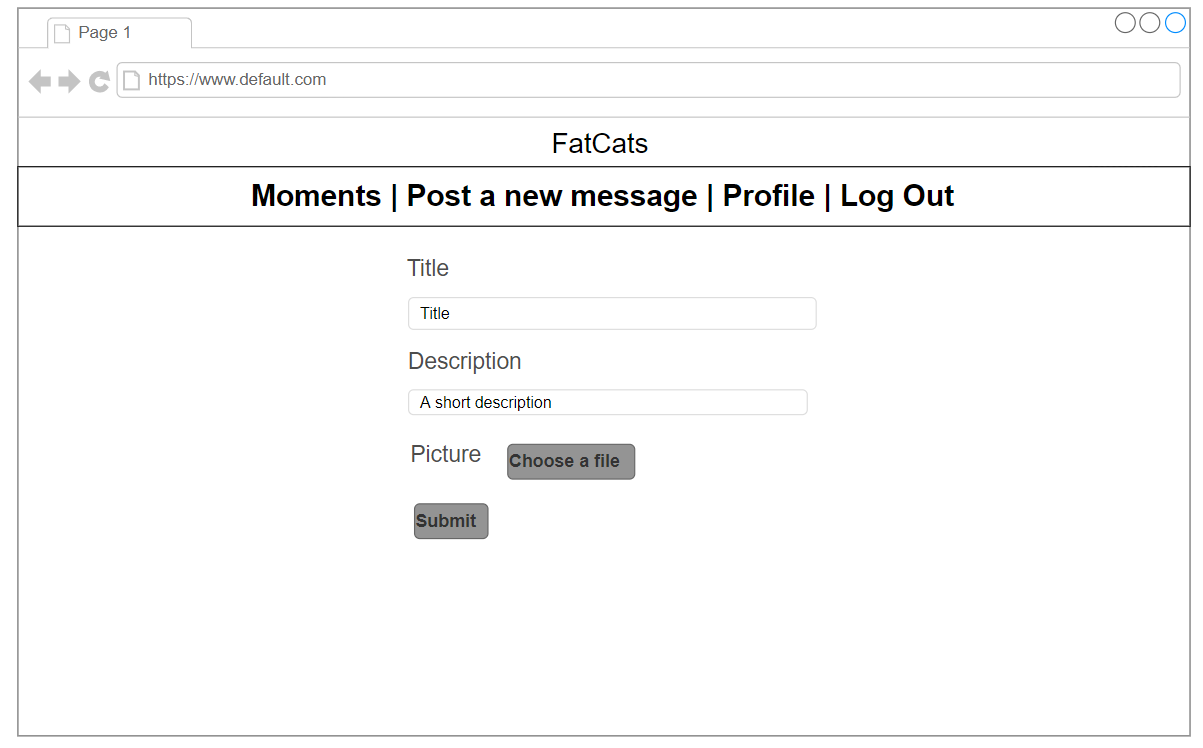 Page 1
https://www.default.com
FatCats
Moments | Post a new message | Profile | Log Out
Title
Title
Description
A short description
Picture Choose a file
Submit